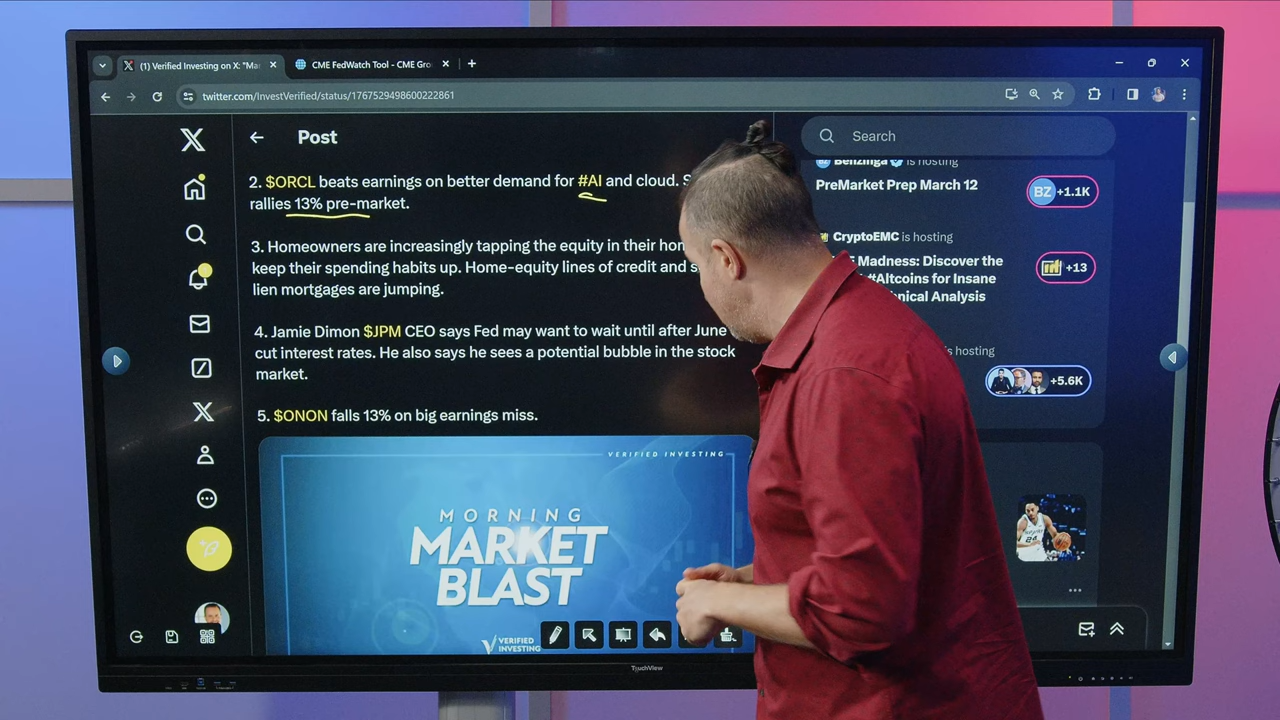 (1) Verified Investing on X: "Ma
CME FedWatch Tool - CME Gro
twitter.com/InvestVerified/status/1767529498600222861
Post
Search
2. $ORCL beats earnings on better demand for #AI and cloud. S
rallies 13% pre-market.
3. Homeowners are increasingly tapping the equity in their hom
keep their spending habits up. Home-equity lines of credit and s
lien mortgages are jumping.
4. Jamie Dimon $JPM CEO says Fed may want to wait until after June
cut interest rates. He also says he sees a potential bubble in the stock
market.
5. $ONON falls 13% on big earnings miss.
VERIFIED INVESTING
MORNING
MARKET
BLAST
VERIFIED
INVESTING
Benzinga is hosting
PreMarket Prep March 12
BZ +1.1K
CryptoEMC is hosting
Madness: Discover the
#Altcoins for Insane
nical Analysis
+13
s hosting
+5.6K
TouchView